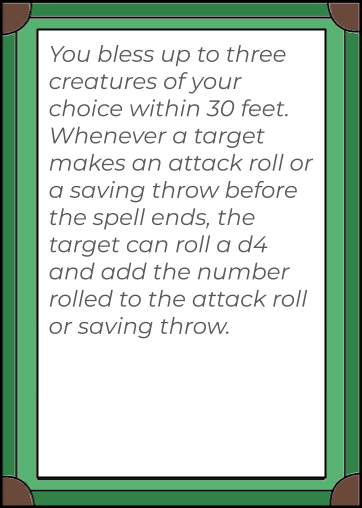 You bless up to three
creatures of your
choice within 30 feet.
Whenever a target
makes an attack roll or
a saving throw before
the spell ends, the
target can roll a d4
and add the number
rolled to the attack roll
or saving throw.